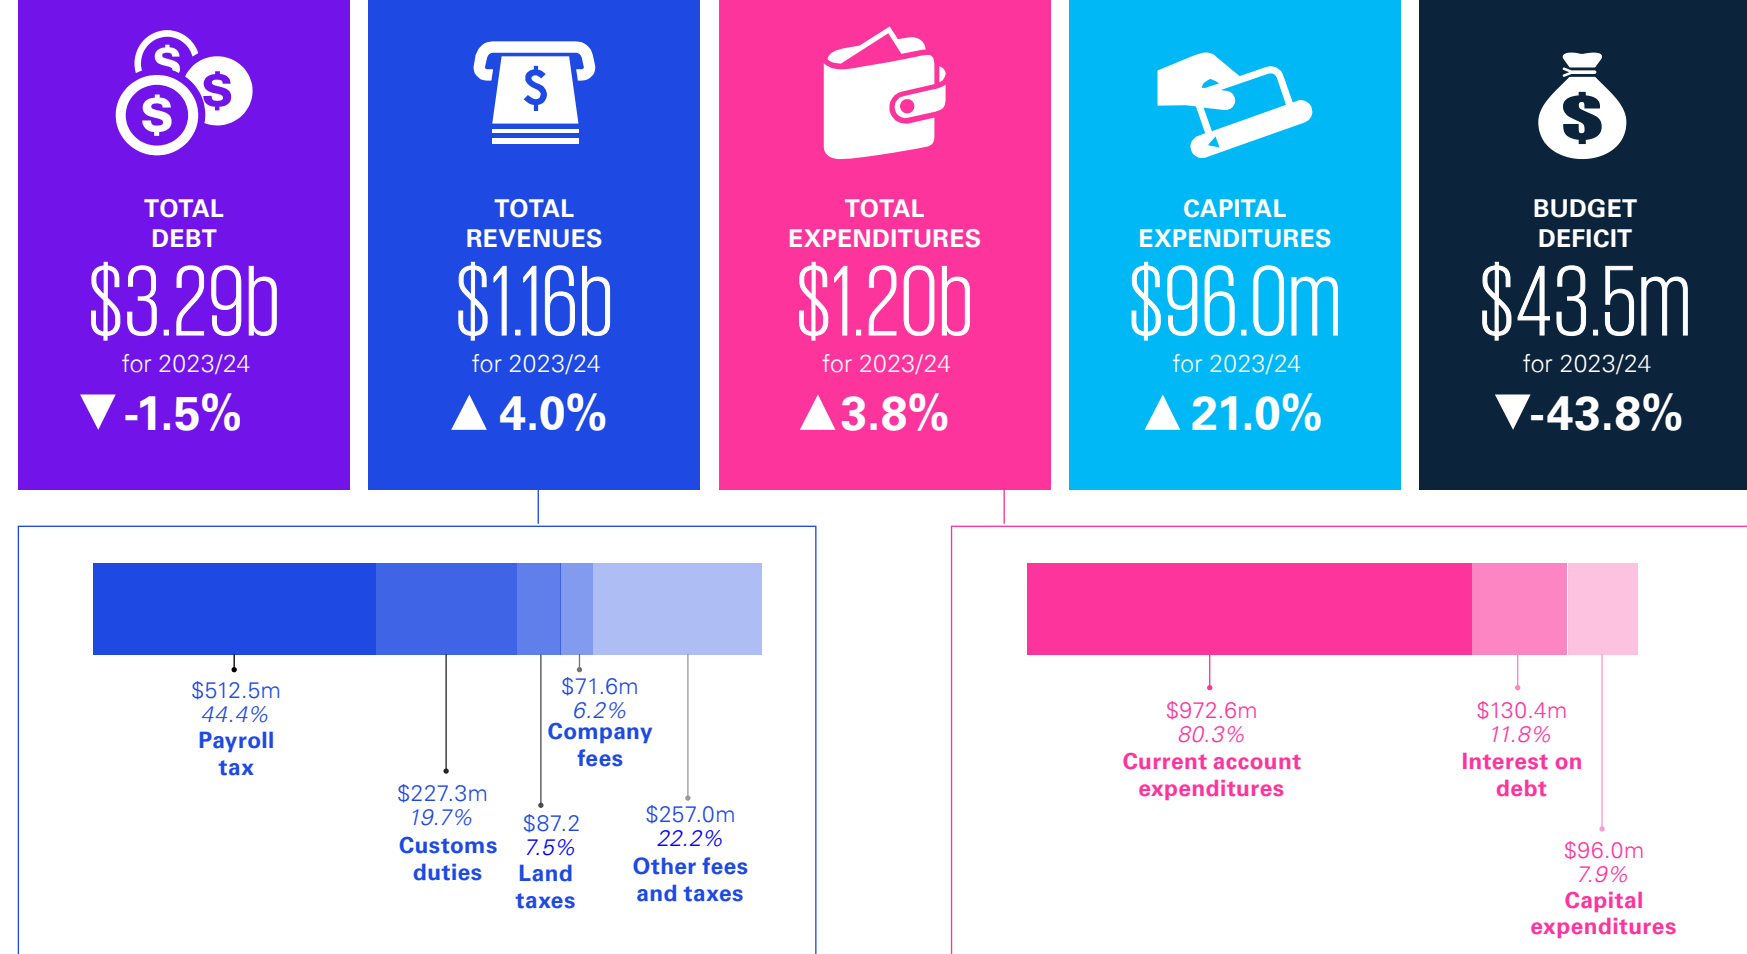 TOTAL
DEBT
$3.29b
for 2023/24
▼ -1.5%
TOTAL
REVENUES
$1.16b
for 2023/24
▲ 4.0%
TOTAL
EXPENDITURES
$1.20b
for 2023/24
▲ 3.8%
CAPITAL
EXPENDITURES
$96.0m
for 2023/24
▲ 21.0%
BUDGET
DEFICIT
$43.5m
for 2023/24
▼ -43.8%
$512.5m
44.4%
Payroll
tax
$227.3m
19.7%
Customs
duties
$87.2
7.5%
Land
taxes
$71.6m
6.2%
Company
fees
$257.0m
22.2%
Other fees
and taxes
$972.6m
80.3%
Current account
expenditures
$130.4m
11.8%
Interest on
debt
$96.0m
7.9%
Capital
expenditures